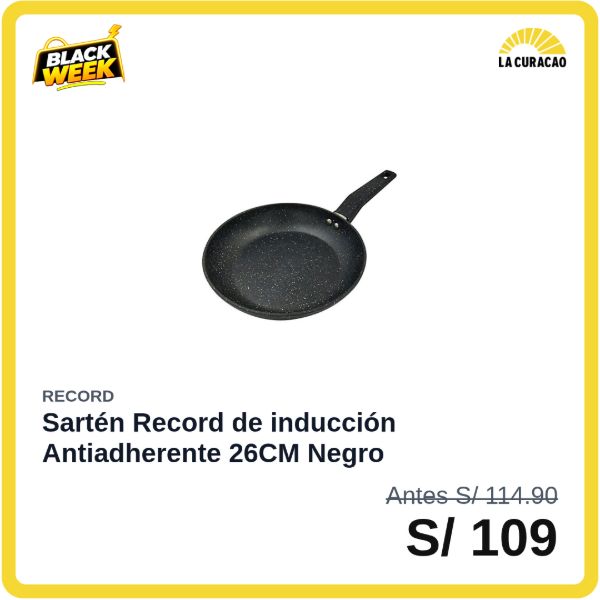 BLACK
WEEK
LA CURACAO
RECORD
Sartén Record de inducción
Antiadherente 26CM Negro
Antes S/ 114.90
S/ 109